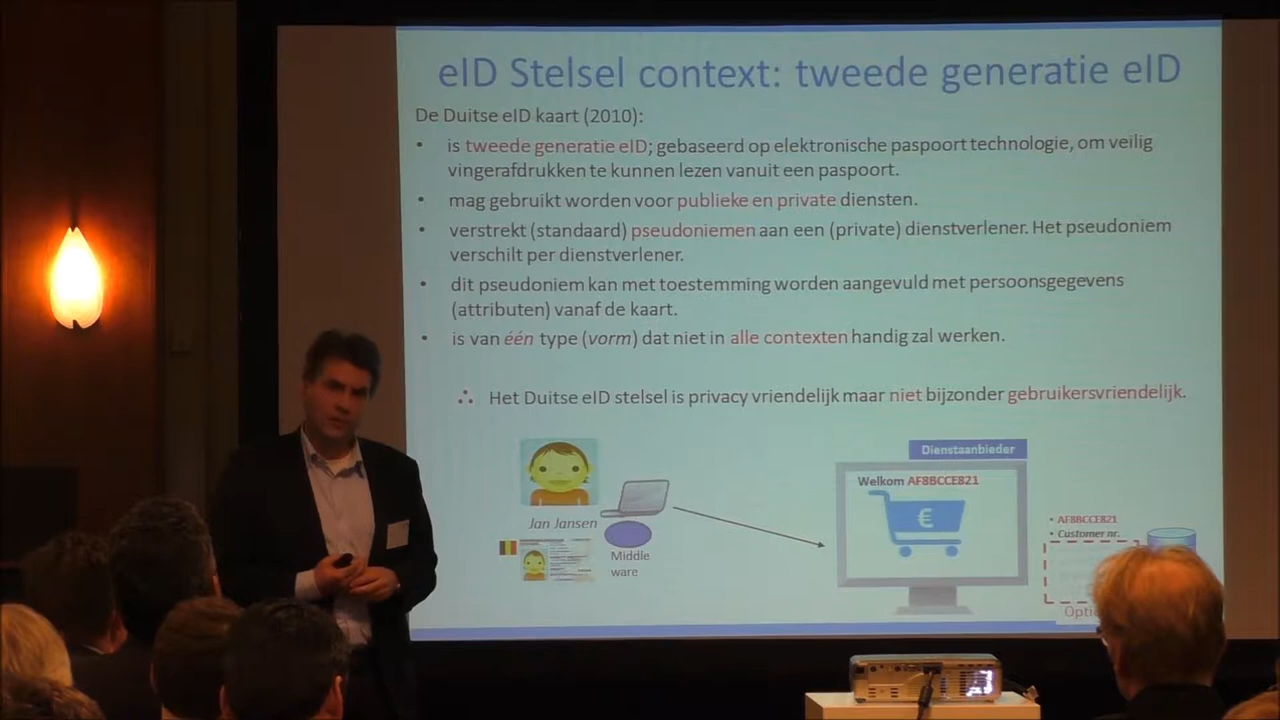 eID Stelsel context: tweede generatie eID
De Duitse eID kaart (2010):
• is tweede generatie eID; gebaseerd op elektronische paspoort technologie, om veilig
vingerafdrukken te kunnen lezen vanuit een paspoort.
• mag gebruikt worden voor publieke en private diensten.
• verstrekt (standaard) pseudoniemen aan een (private) dienstverlener. Het pseudoniem
verschilt per dienstverlener.
• dit pseudoniem kan met toestemming worden aangevuld met persoonsgegevens
(attributen) vanaf de kaart.
• is van één type (vorm) dat niet in alle contexten handig zal werken.
∴ Het Duitse eID stelsel is privacy vriendelijk maar niet bijzonder gebruikersvriendelijk.
Dienstaanbieder
Welkom AF8BCCE821
€
Jan Jansen
Middle
ware
• AF8BCCE821
• Customer nr.